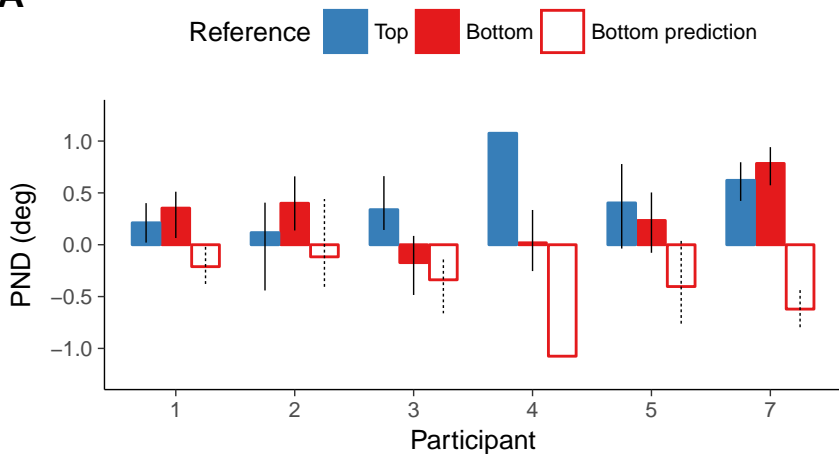 A
Reference Top Bottom Bottom prediction
1.0
0.5
0.0
−0.5
−1.0
PND (deg)
1 2 3 4 5 7
Participant